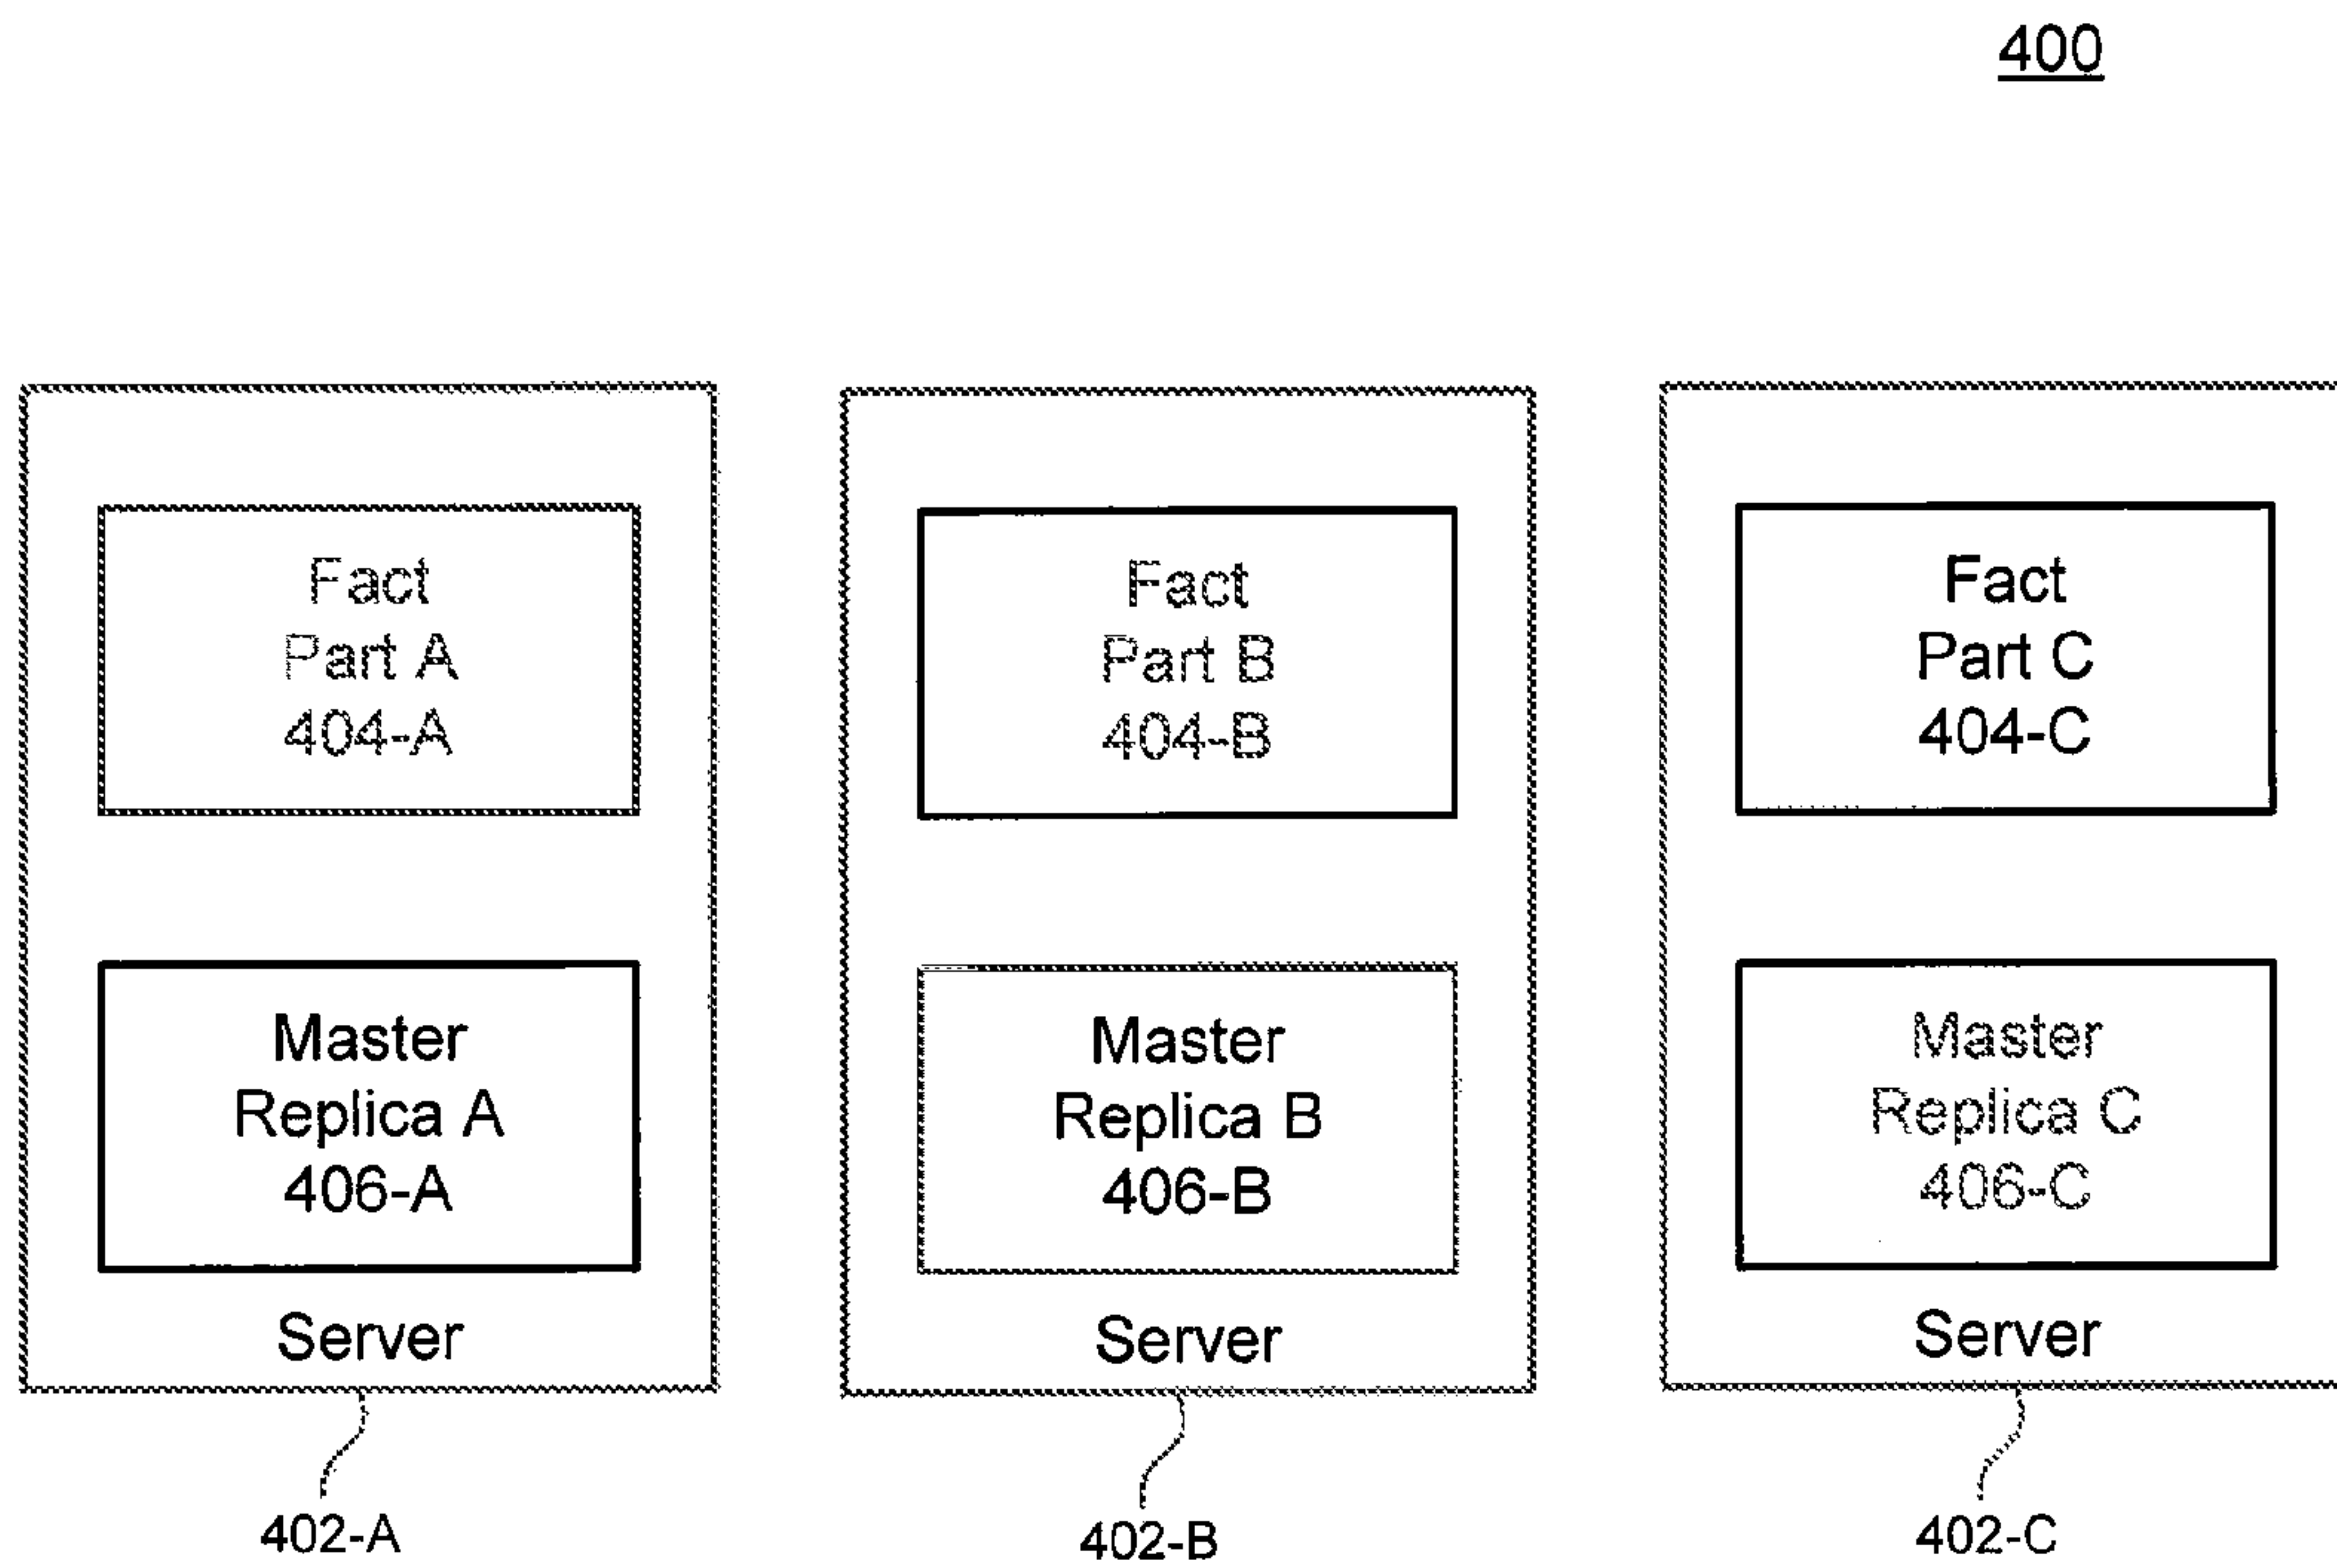 400
Fact
Part A
404-A
Master
Replica A
406-A
Server
402-A
Fact
Part B
404-B
Master
Replica B
406-B
Server
402-B
Fact
Part C
404-C
Master
Replica C
406-C
Server
402-C